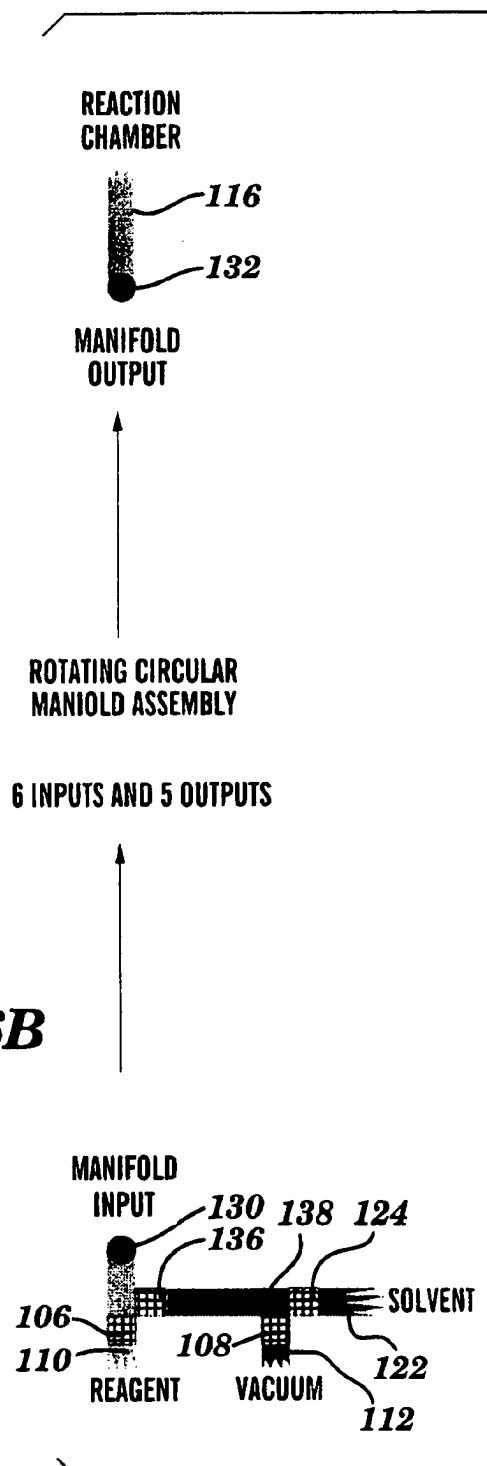 REACTION
CHAMBER
116
132
MANIFOLD
OUTPUT
ROTATING CIRCULAR
MANIOLD ASSEMBLY
6 INPUTS AND 5 OUTPUTS
MANIFOLD
INPUT
130 138 124
136
SOLVENT
106
108
122
110
REAGENT VACUUM
112